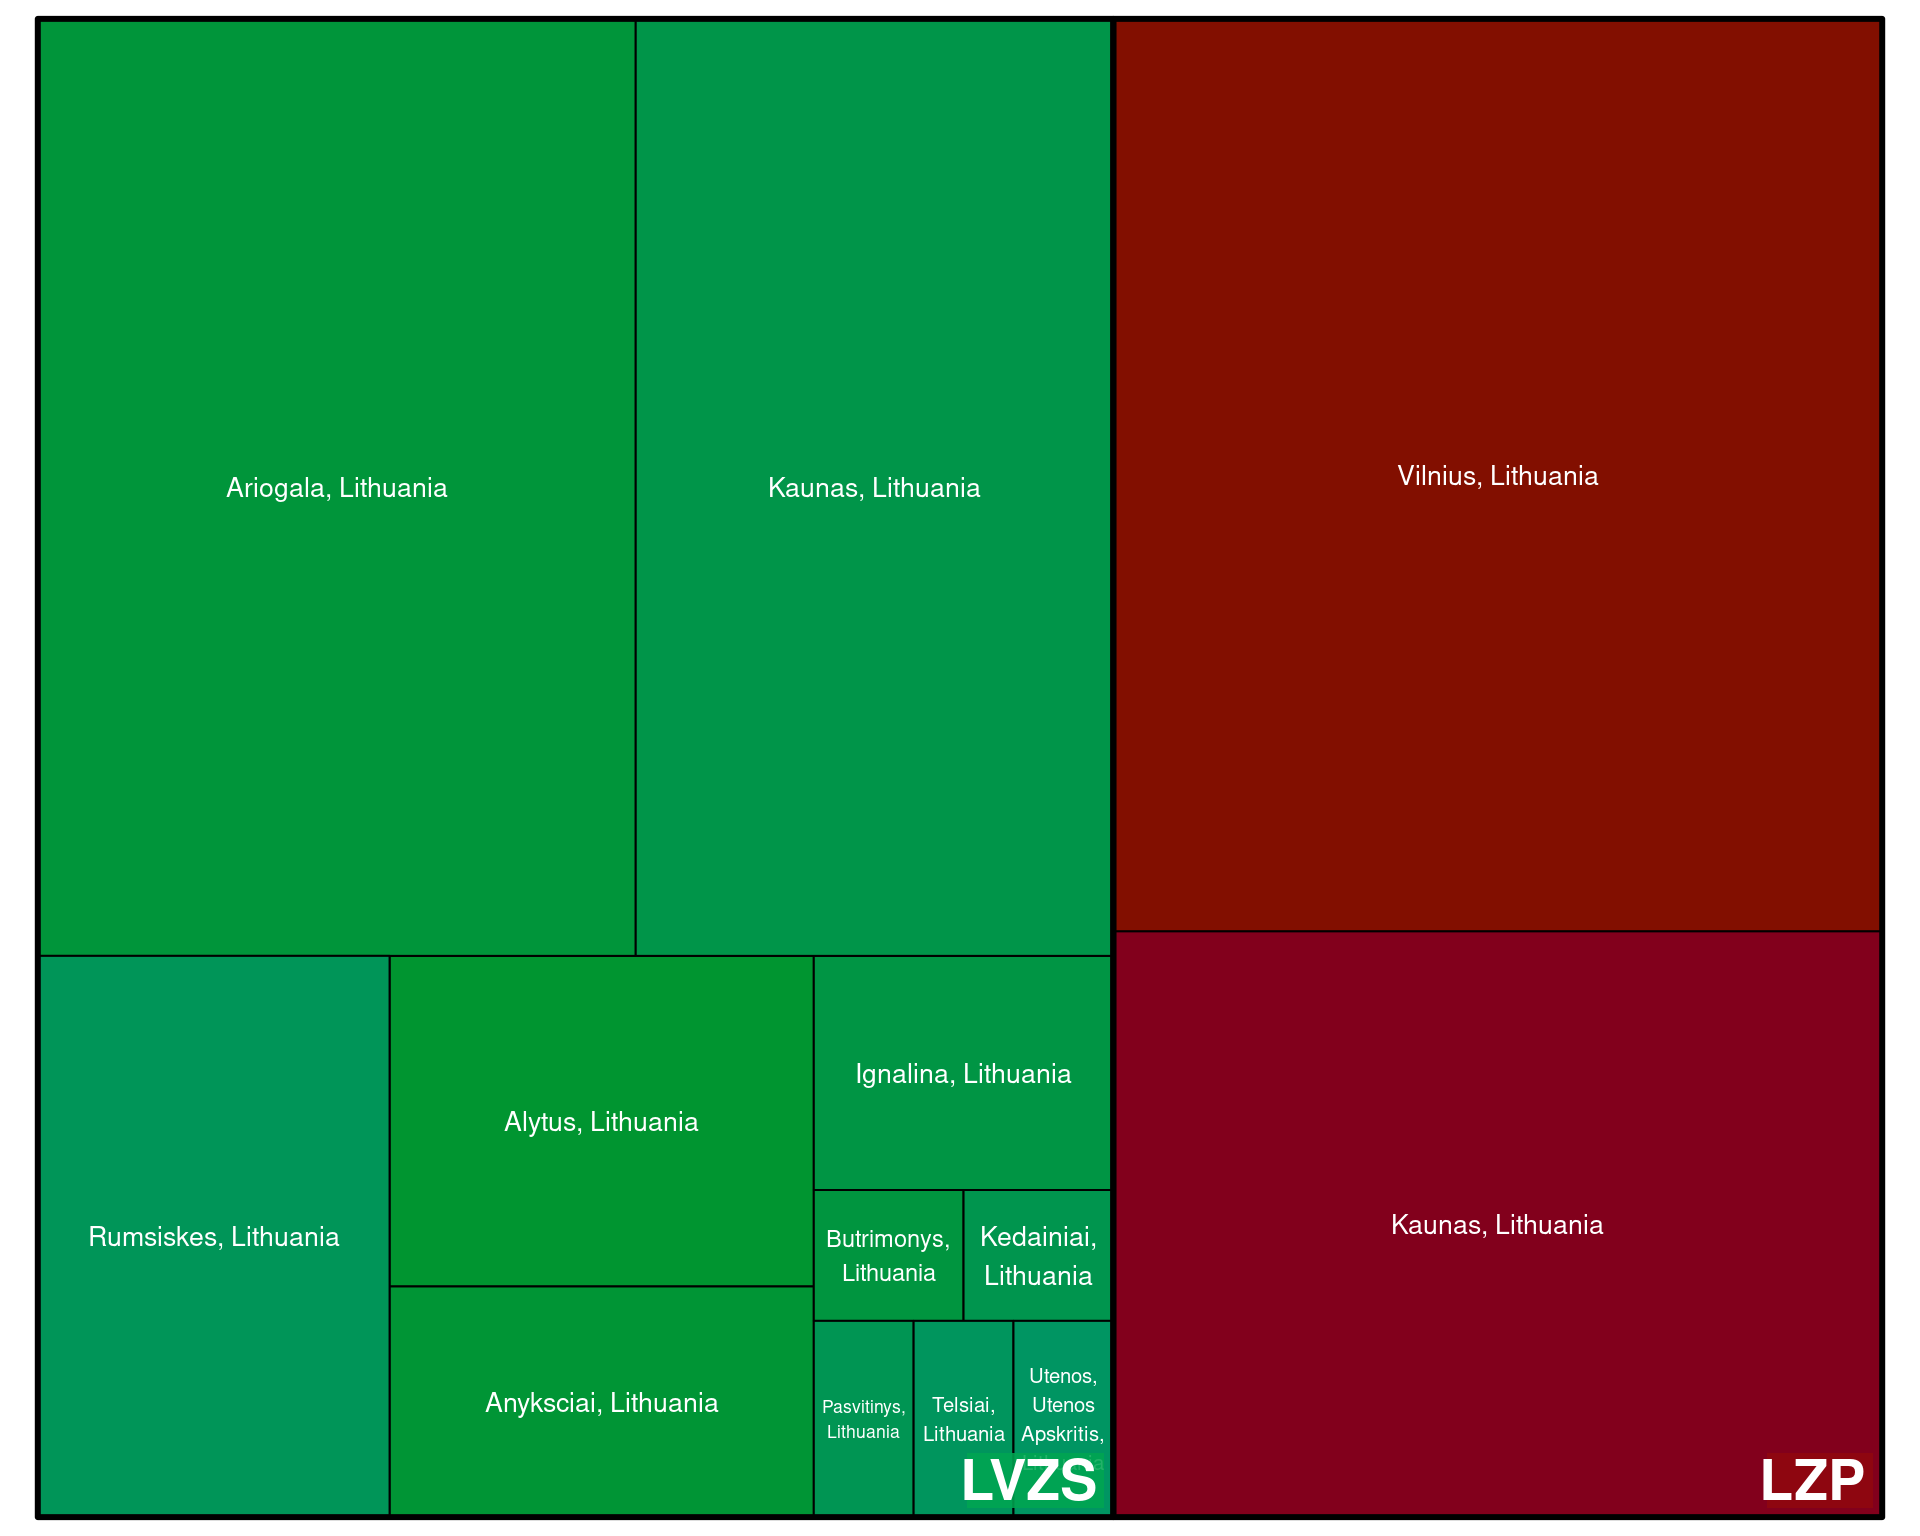 Ariogala, Lithuania
Kaunas, Lithuania
Vilnius, Lithuania
Rumsiskes, Lithuania
Alytus, Lithuania
Anyksciai, Lithuania
Ignalina, Lithuania
Butrimonys,
Lithuania
Kedainiai,
Lithuania
Pasvitinys,
Lithuania
Telsiai,
Lithuania
Utenos,
Utenos
Apskritis,
LVZS
Kaunas, Lithuania
LZP